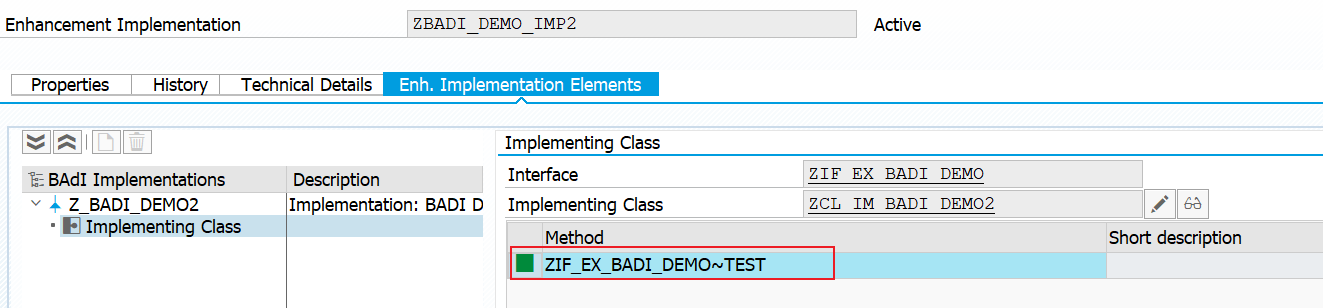 Enhancement Implementation ZBADI_DEMO_IMP2 Active
Properties History Technical Details Enh. Implementation Elements
Implementing Class
BAdI Implementations Description
Interface ZIF_EX_BADI_DEMO
Z_BADI_DEMO2 Implementation: BADI D
Implementing Class ZCL_IM_BADI_DEMO2
Implementing Class
Method Short description
ZIF_EX_BADI_DEMO~TEST